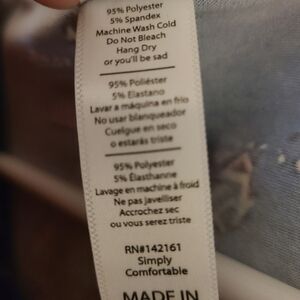 95% Polyester
5% Spandex
Machine Wash Cold
Do Not Bleach
Hang Dry
or you'll be sad
95% Poliéster
5% Elastano
Lavar a máquina en frio
No usar blanqueador
Cuelgue en seco
o estarás triste
95% Polyester
5% Élasthanne
Lavage en machine à froid
Ne pas javelliser
Accrochez sec
ou vous serez triste
RN#142161
Simply
Comfortable
MADE IN